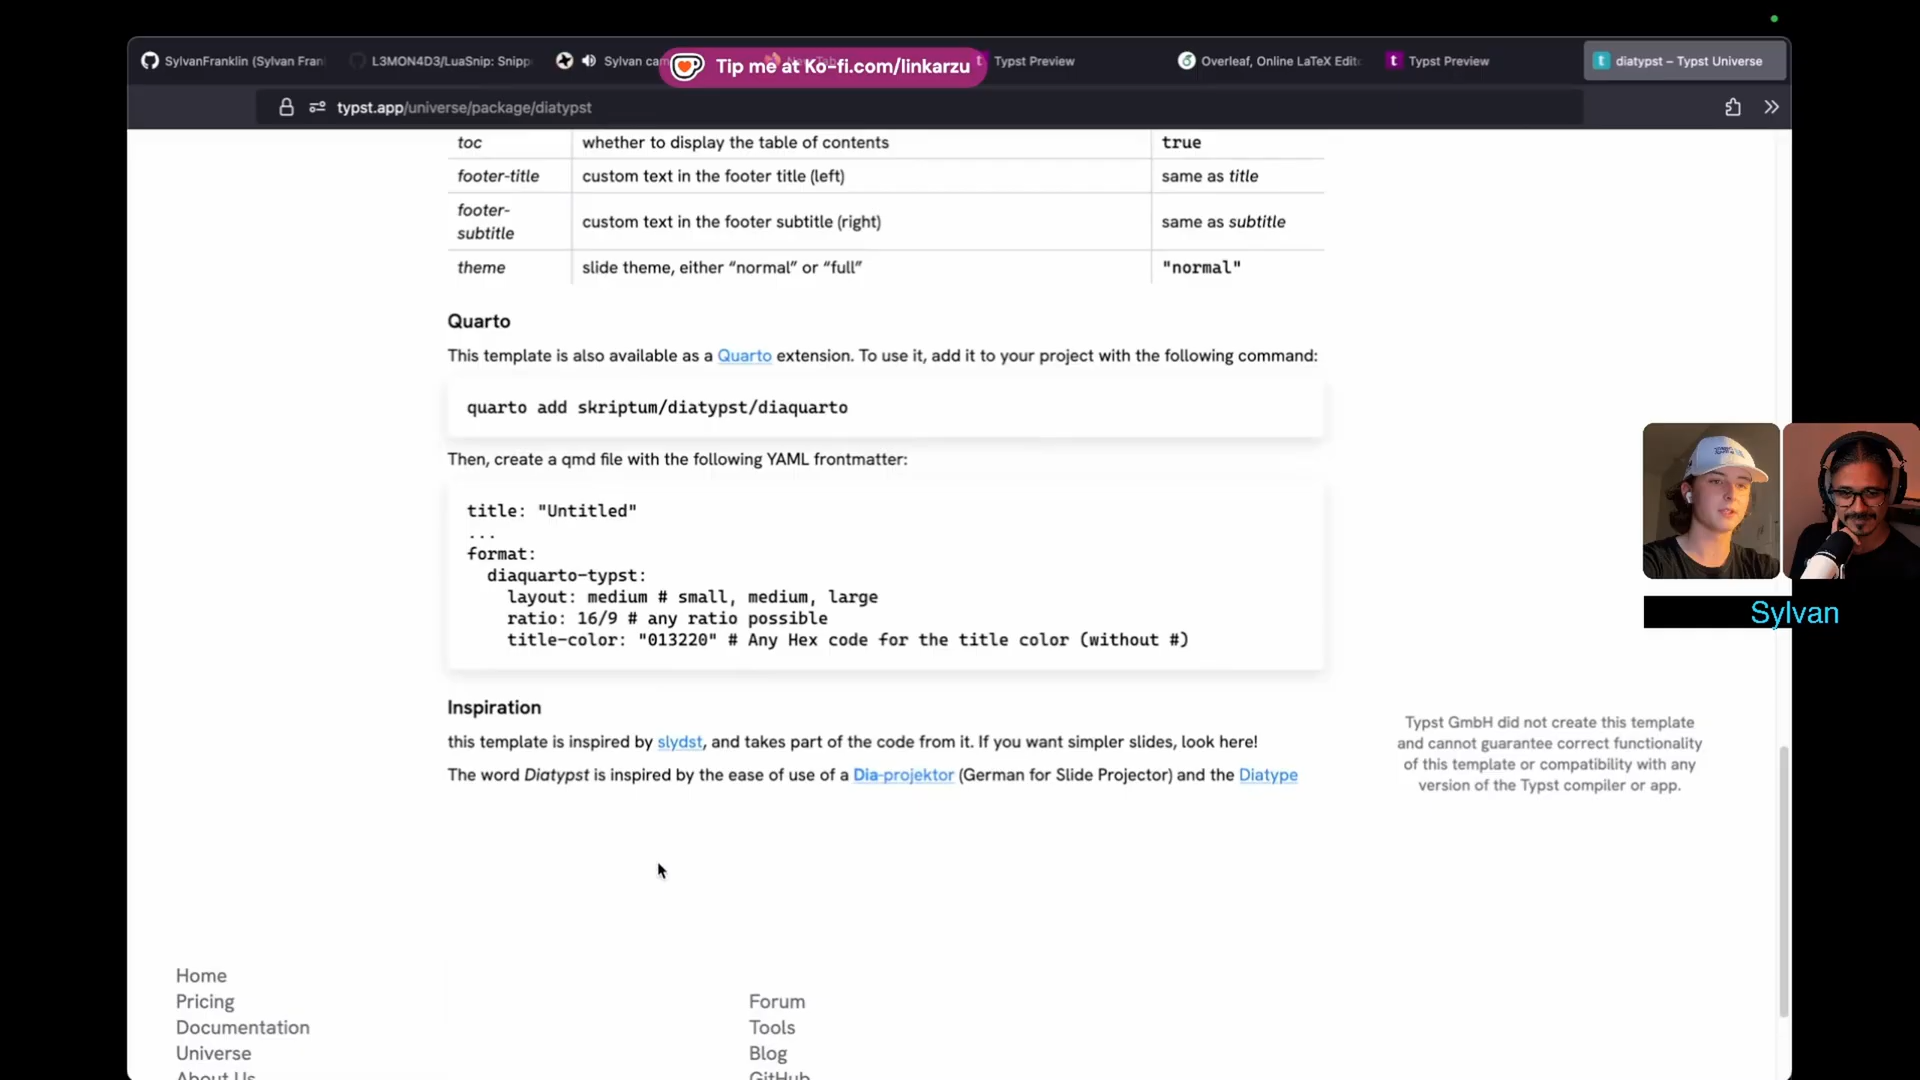 SylvanFranklin (Sylvan Fran
L3MON4D3/LuaSnip: Snipp
Sylvan can
Tip me at Ko-fi.com/linkarzu
Typst Preview
Overleaf, Online LaTeX Edit
Typst Preview
diatypst – Typst Universe
typst.app/universe/package/diatypst
toc whether to display the table of contents true
footer-title custom text in the footer title (left) same as title
footer-
subtitle custom text in the footer subtitle (right) same as subtitle
theme slide theme, either “normal” or “full” "normal"
Quarto
This template is also available as a Quarto extension. To use it, add it to your project with the following command:
quarto add skriptum/diatypst/diaquarto
Then, create a qmd file with the following YAML frontmatter:
title: "Untitled"
...
format:
diaquarto-typst:
layout: medium # small, medium, large
ratio: 16/9 # any ratio possible
title-color: "013220" # Any Hex code for the title color (without #)
Inspiration
this template is inspired by slydst, and takes part of the code from it. If you want simpler slides, look here!
The word Diatypst is inspired by the ease of use of a Dia-projektor (German for Slide Projector) and the Diatype
Typst GmbH did not create this template
and cannot guarantee correct functionality
of this template or compatibility with any
version of the Typst compiler or app.
Sylvan
Home
Pricing
Documentation
Universe
About Us
Forum
Tools
Blog
GitHub